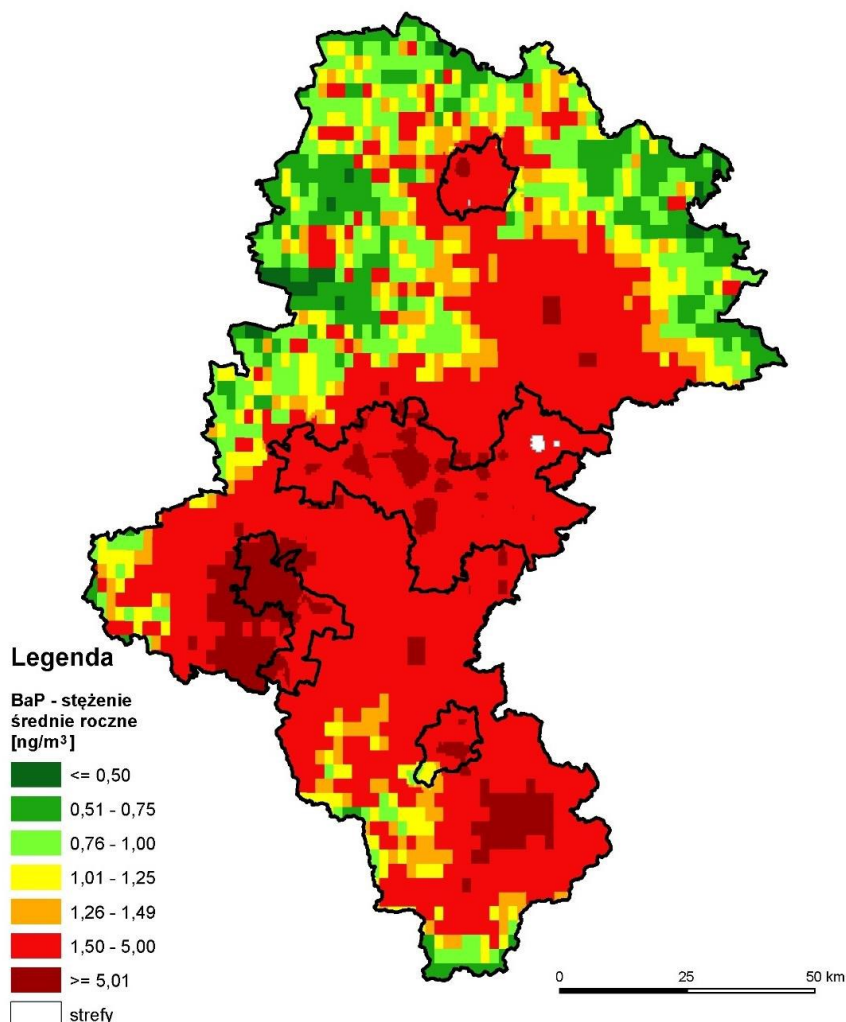 Legenda
BaP - stężenie
średnie roczne
[ng/m³]
<= 0,50
0,51 - 0,75
0,76 - 1,00
1,01 - 1,25
1,26 - 1,49
1,50 - 5,00
>= 5,01
strefy
0 25 50 km